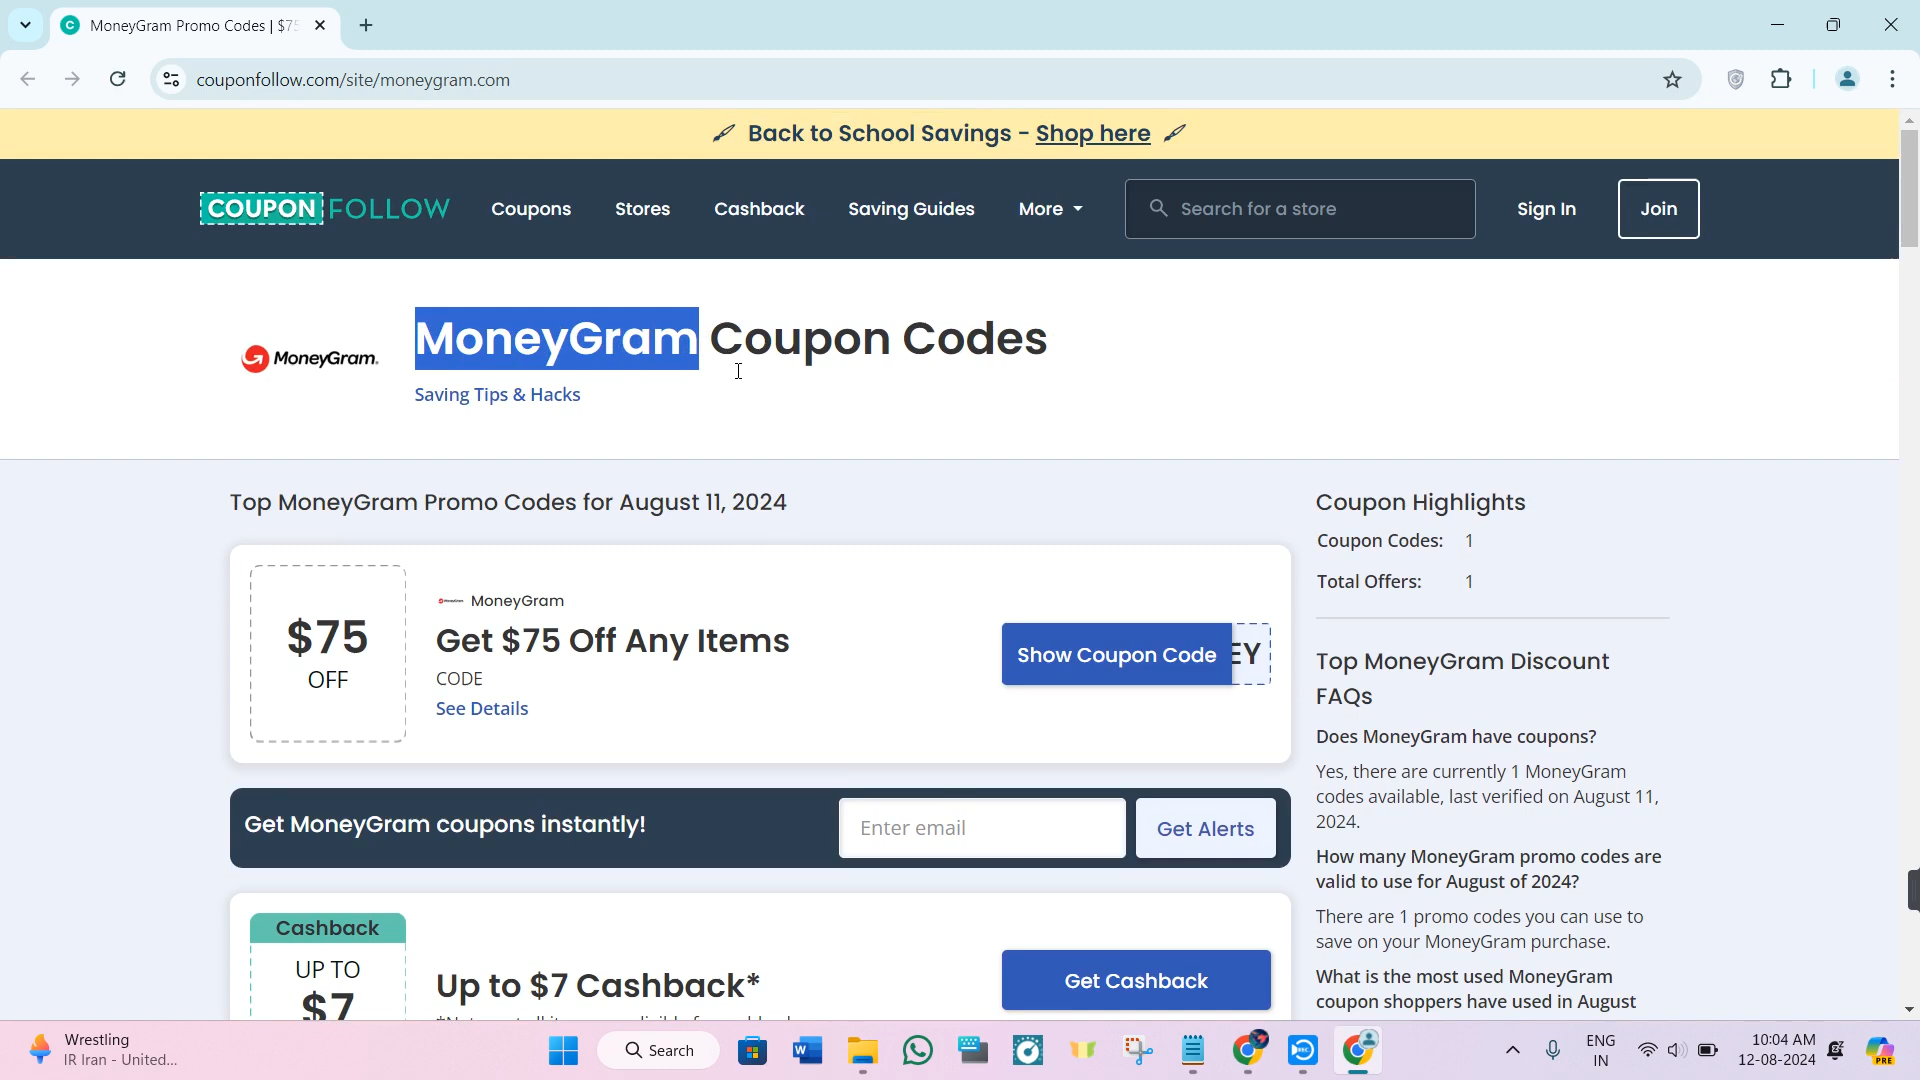 MoneyGram Promo Codes | $75
couponfollow.com/site/moneygram.com
Back to School Savings - Shop here
COUPON FOLLOW
Coupons
Stores
Cashback
Saving Guides
More
Search for a store
Sign In
Join
MoneyGram.
MoneyGram Coupon Codes
Saving Tips & Hacks
Top MoneyGram Promo Codes for August 11, 2024
$75
OFF
MoneyGram
Get $75 Off Any Items
CODE
See Details
Show Coupon Code
EY
Get MoneyGram coupons instantly!
Enter email
Get Alerts
Cashback
UP TO
$7
Up to $7 Cashback*
Get Cashback
Coupon Highlights
Coupon Codes: 1
Total Offers: 1
Top MoneyGram Discount
FAQs
Does MoneyGram have coupons?
Yes, there are currently 1 MoneyGram
codes available, last verified on August 11,
2024.
How many MoneyGram promo codes are
valid to use for August of 2024?
There are 1 promo codes you can use to
save on your MoneyGram purchase.
What is the most used MoneyGram
coupon shoppers have used in August
Wrestling
IR Iran - United...
Search
ENG
IN
10:04 AM
12-08-2024
PRE